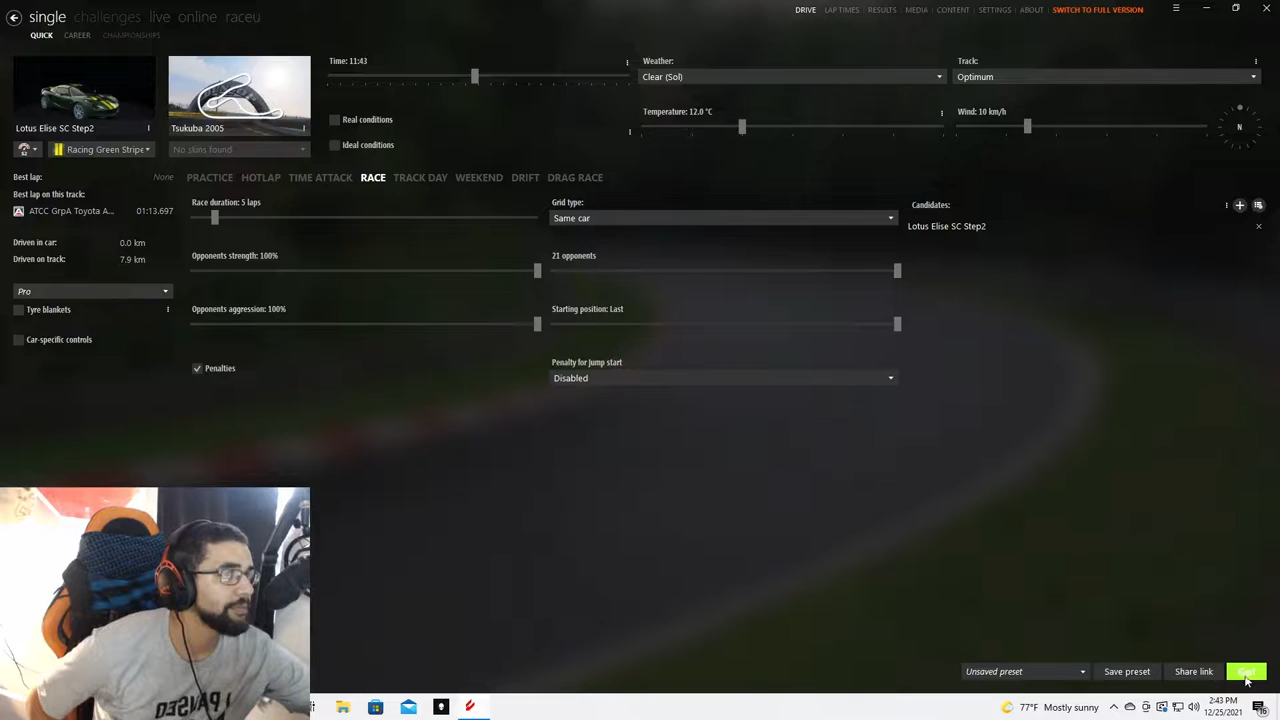 single challenges live online raceu
DRIVE LAP TIMES RESULTS MEDIA CONTENT SETTINGS ABOUT SWITCH TO FULL VERSION
QUICK CAREER CHAMPIONSHIPS
Lotus Elise SC Step2
Tsukuba 2005
Time: 11:43
Weather:
Clear (Sol)
Track:
Optimum
Real conditions
Ideal conditions
Temperature: 12.0 °C
Wind: 10 km/h
N
Racing Green Stripe
No skins found
Best lap: None
Best lap on this track:
ATCC GrpA Toyota A... 01:13.697
Driven in car: 0.0 km
Driven on track: 7.9 km
Pro
Tyre blankets
Car-specific controls
PRACTICE HOTLAP TIME ATTACK RACE TRACK DAY WEEKEND DRIFT DRAG RACE
Race duration: 5 laps
Opponents strength: 100%
Opponents aggression: 100%
Penalties
Grid type:
Same car
21 opponents
Starting position: Last
Penalty for jump start
Disabled
Candidates:
Lotus Elise SC Step2
I PAUSED
Unsaved preset Save preset Share link
77°F Mostly sunny
2:43 PM
12/25/2021